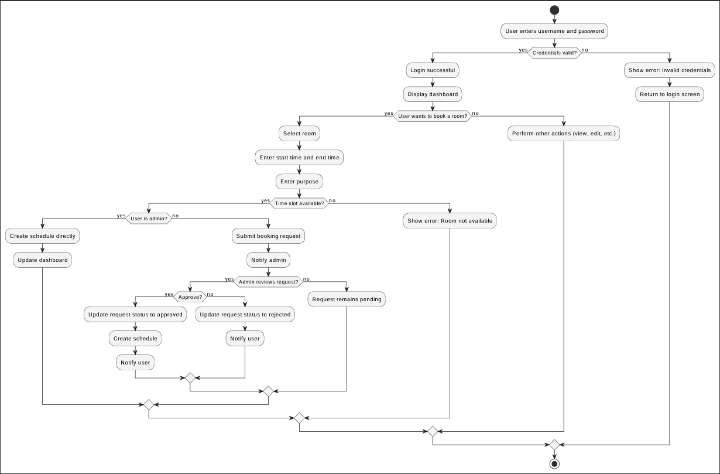 User enters username and password
yes
Credentials valid?
no
Login successful
Show error: invalid credentials
Display dashboard
Return to login screen
yes
User wants to book a room?
no
Select room
Perform other actions (view, edit, etc.)
Enter start time and end time
Enter purpose
yes
Time slot available?
no
yes
User is admin?
no
Show error: Room not available
Create schedule directly
Submit booking request
Update dashboard
Notify admin
yes
Admin reviews request?
no
yes
Approve?
no
Request remains pending
Update request status to approved
Update request status to rejected
Create schedule
Notify user
Notify user